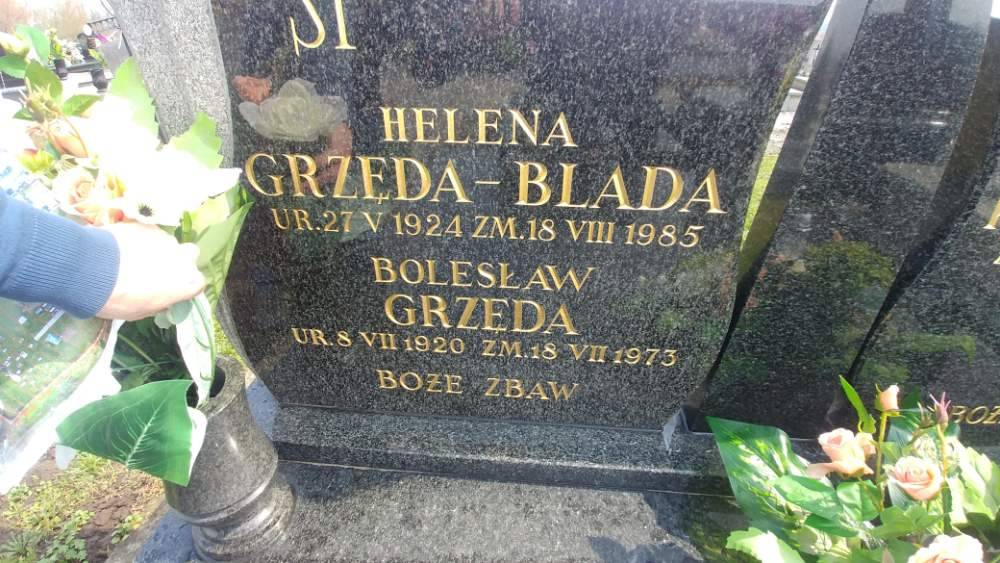 HELENA
GRZĘDA-BLADA
UR.27 V 1924 ZM.18 VIII 1985
BOLESŁAW
GRZĘDA
UR.8 VII 1920 ZM.18 VII 1973
BOŻE ZBAW